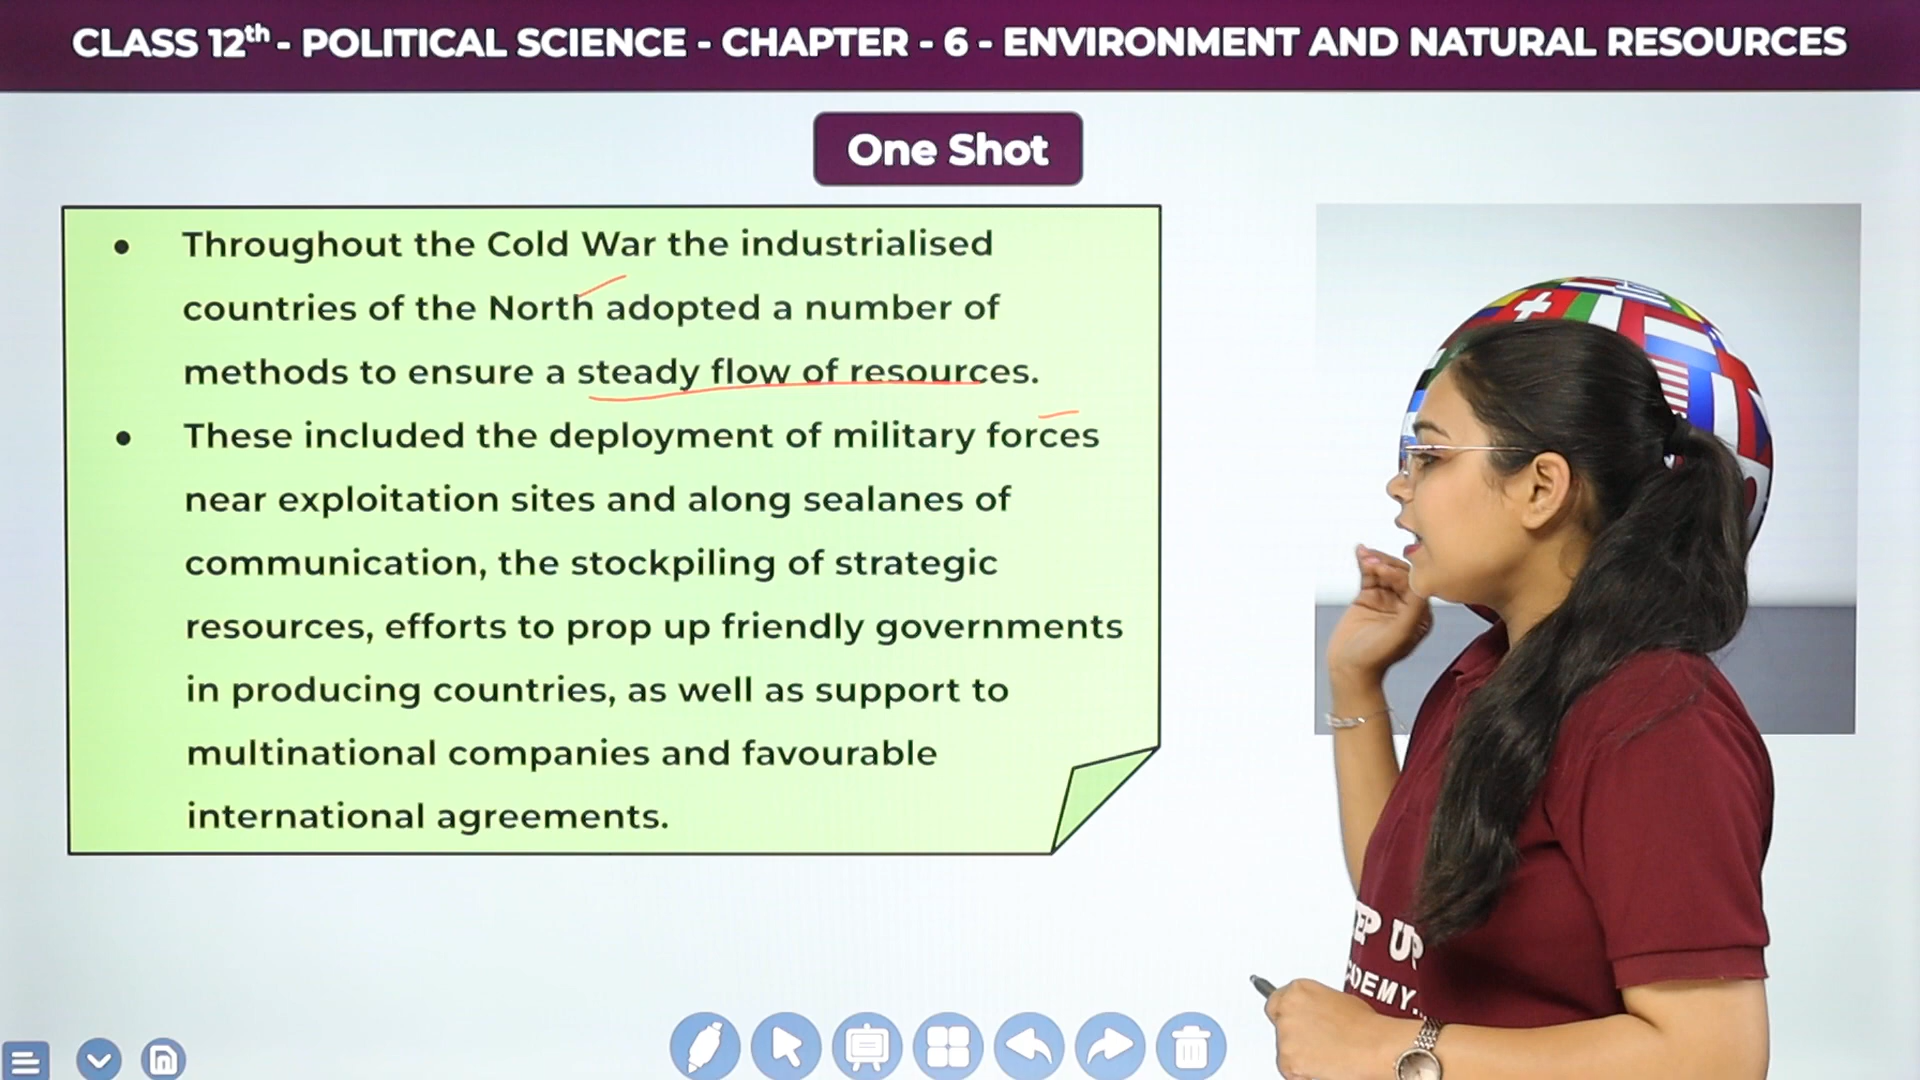 CLASS 12th - POLITICAL SCIENCE - CHAPTER - 6 - ENVIRONMENT AND NATURAL RESOURCES
One Shot
• Throughout the Cold War the industrialised
countries of the North adopted a number of
methods to ensure a steady flow of resources.
• These included the deployment of military forces
near exploitation sites and along sealanes of
communication, the stockpiling of strategic
resources, efforts to prop up friendly governments
in producing countries, as well as support to
multinational companies and favourable
international agreements.
EP UP
DEMY..